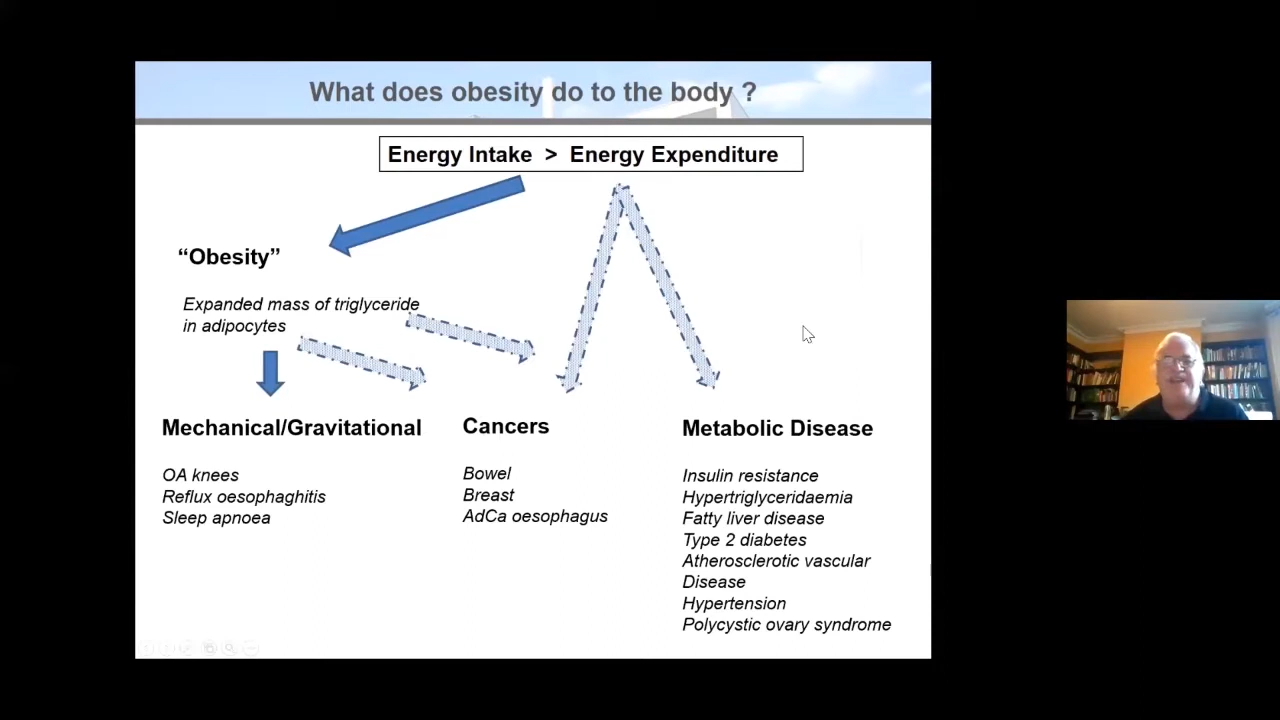 What does obesity do to the body ?
Energy Intake > Energy Expenditure
“Obesity”
Expanded mass of triglyceride
in adipocytes
Mechanical/Gravitational
OA knees
Reflux oesophaghitis
Sleep apnoea
Cancers
Bowel
Breast
AdCa oesophagus
Metabolic Disease
Insulin resistance
Hypertriglyceridaemia
Fatty liver disease
Type 2 diabetes
Atherosclerotic vascular
Disease
Hypertension
Polycystic ovary syndrome